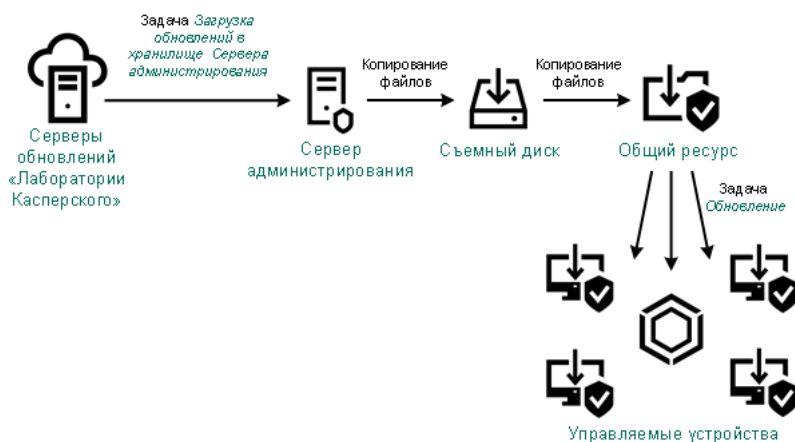 Задача Загрузка
обновлений в
хранилище Сервера
администрирования
Копирование
файлов
Копирование
файлов
Серверы
обновлений
«Лаборатории
Касперского»
Сервер
администрирования
Съемный диск
Общий ресурс
Задача
Обновление
Управляемые устройства